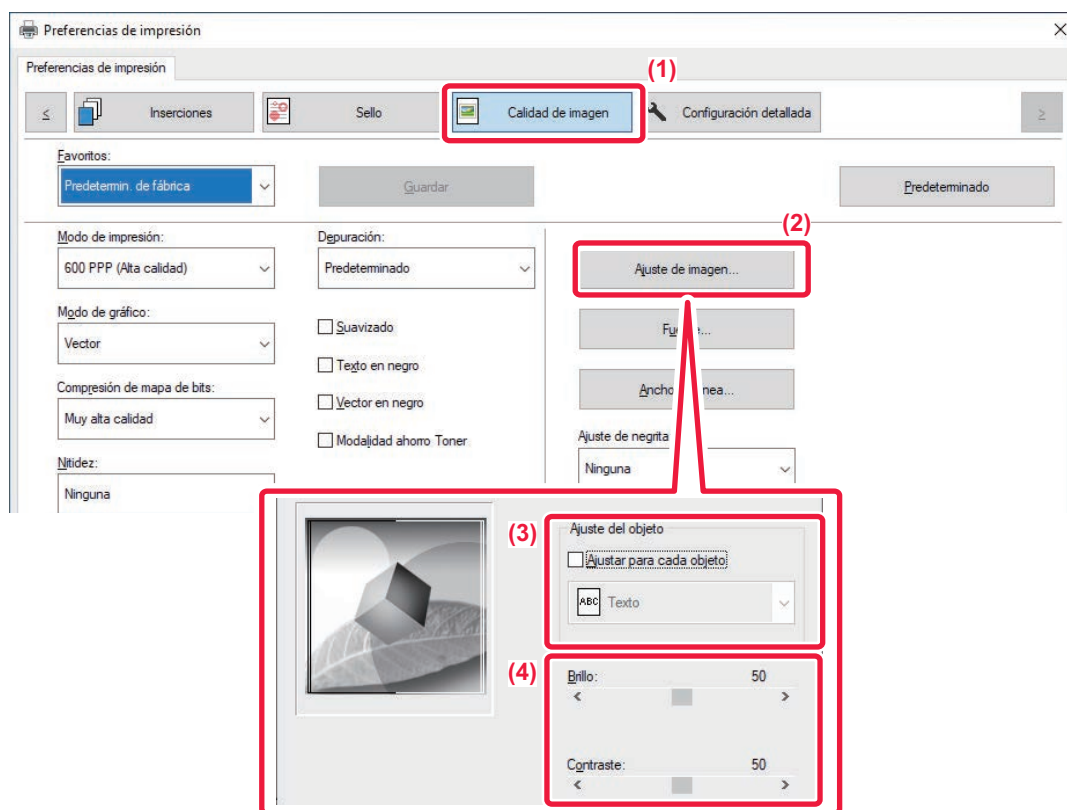 Preferencias de impresión
Preferencias de impresión
(1)
< Inserciones Sello Calidad de imagen Configuración detallada >
Favoritos:
Predetermin. de fábrica Guardar Predeterminado
(2)
Modo de impresión: Depuración:
600 PPP (Alta calidad) Predeterminado Ajuste de imagen...
Modo de gráfico:
Vector Suavizado
Texto en negro
Compresión de mapa de bits:
Muy alta calidad Vector en negro
Modalidad ahorro Toner Ajuste de negrita
Nitidez:
Ninguna Ninguna
(3) Ajuste del objeto
Ajustar para cada objeto
ABC Texto
(4) Brillo: 50
< >
Contraste: 50
< >